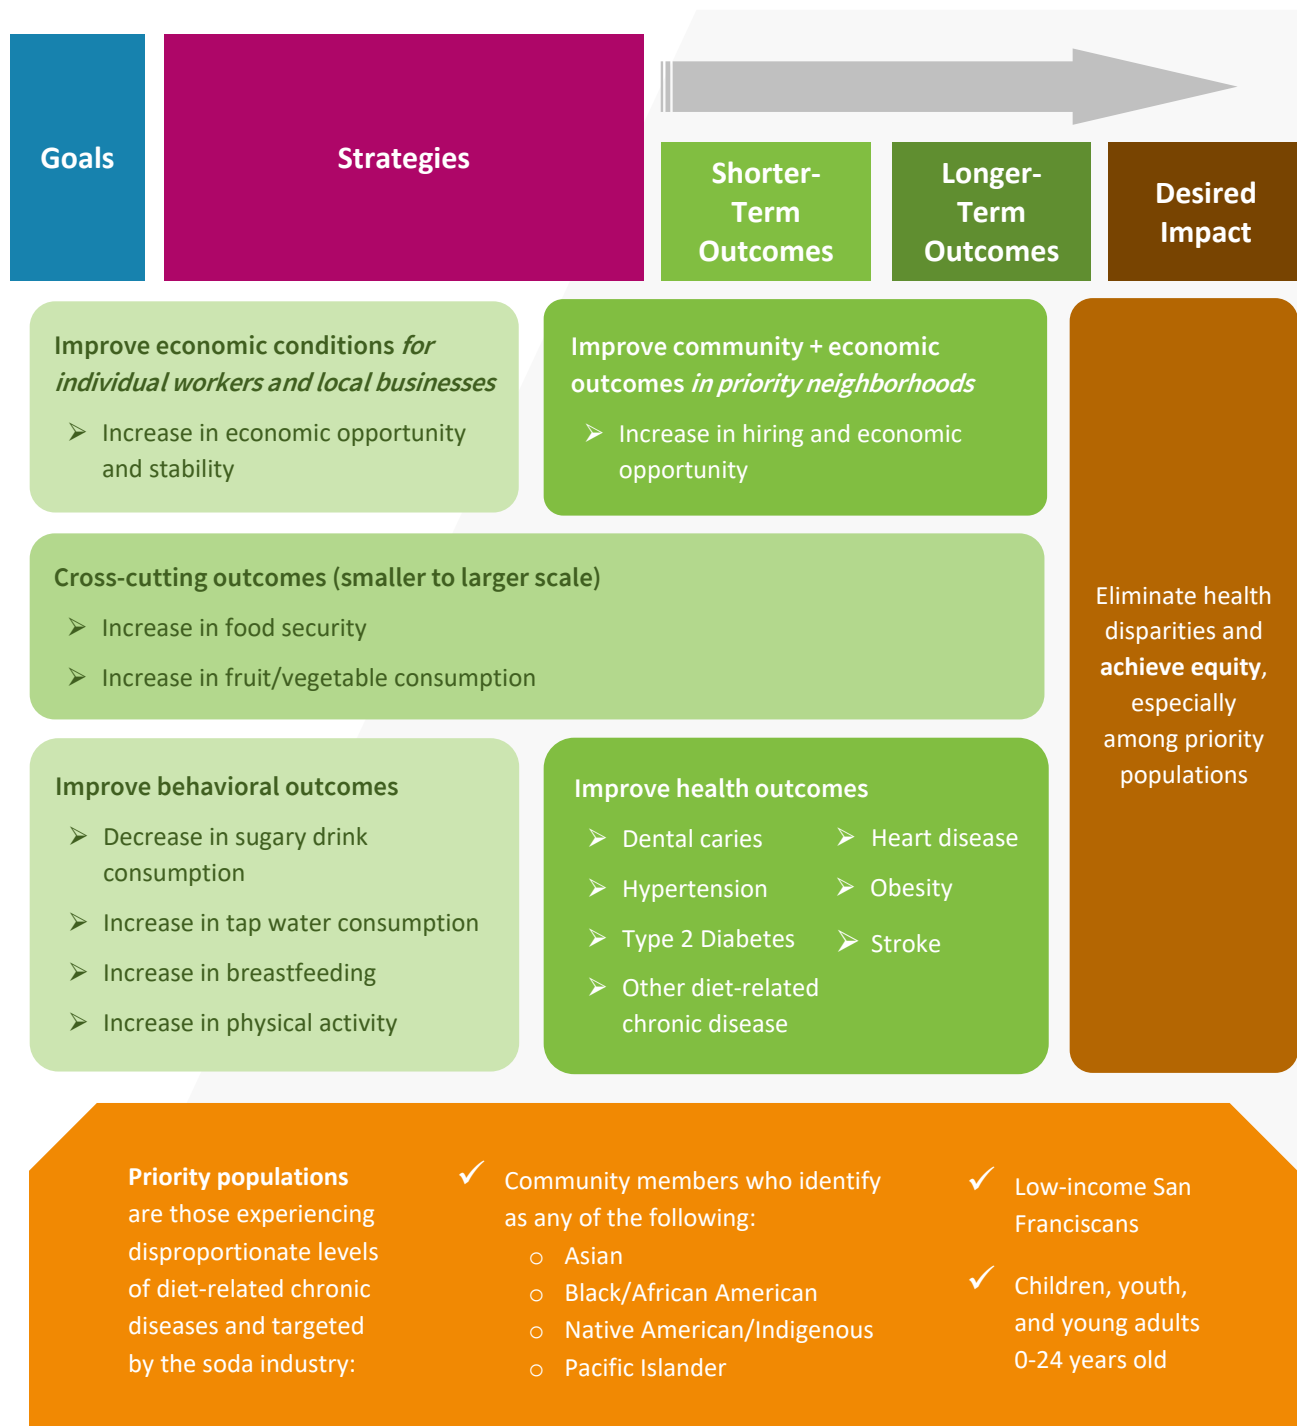 Goals
Strategies
Shorter-
Term
Outcomes
Longer-
Term
Outcomes
Desired
Impact
Improve economic conditions for
individual workers and local businesses
➢ Increase in economic opportunity
and stability
Improve community + economic
outcomes in priority neighborhoods
➢ Increase in hiring and economic
opportunity
Cross-cutting outcomes (smaller to larger scale)
➢ Increase in food security
➢ Increase in fruit/vegetable consumption
Improve behavioral outcomes
➢ Decrease in sugary drink
consumption
➢ Increase in tap water consumption
➢ Increase in breastfeeding
➢ Increase in physical activity
Improve health outcomes
➢ Dental caries
➢ Hypertension
➢ Type 2 Diabetes
➢ Other diet-related
chronic disease
➢ Heart disease
➢ Obesity
➢ Stroke
Eliminate health
disparities and
achieve equity,
especially
among priority
populations
Priority populations
are those experiencing
disproportionate levels
of diet-related chronic
diseases and targeted
by the soda industry:
✓ Community members who identify
as any of the following:
o Asian
o Black/African American
o Native American/Indigenous
o Pacific Islander
✓ Low-income San
Franciscans
✓ Children, youth,
and young adults
0-24 years old